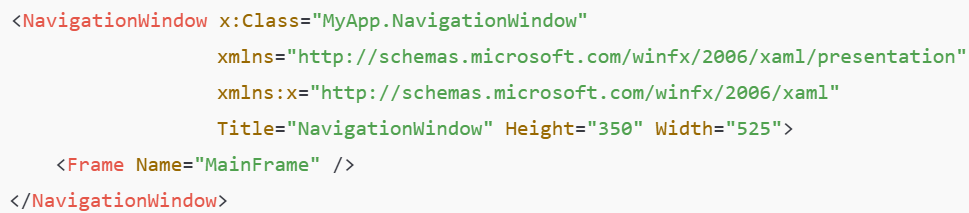 <NavigationWindow x:Class="MyApp.NavigationWindow"
xmlns="http://schemas.microsoft.com/winfx/2006/xaml/presentation"
xmlns:x="http://schemas.microsoft.com/winfx/2006/xaml"
Title="NavigationWindow" Height="350" Width="525">
<Frame Name="MainFrame" />
</NavigationWindow>